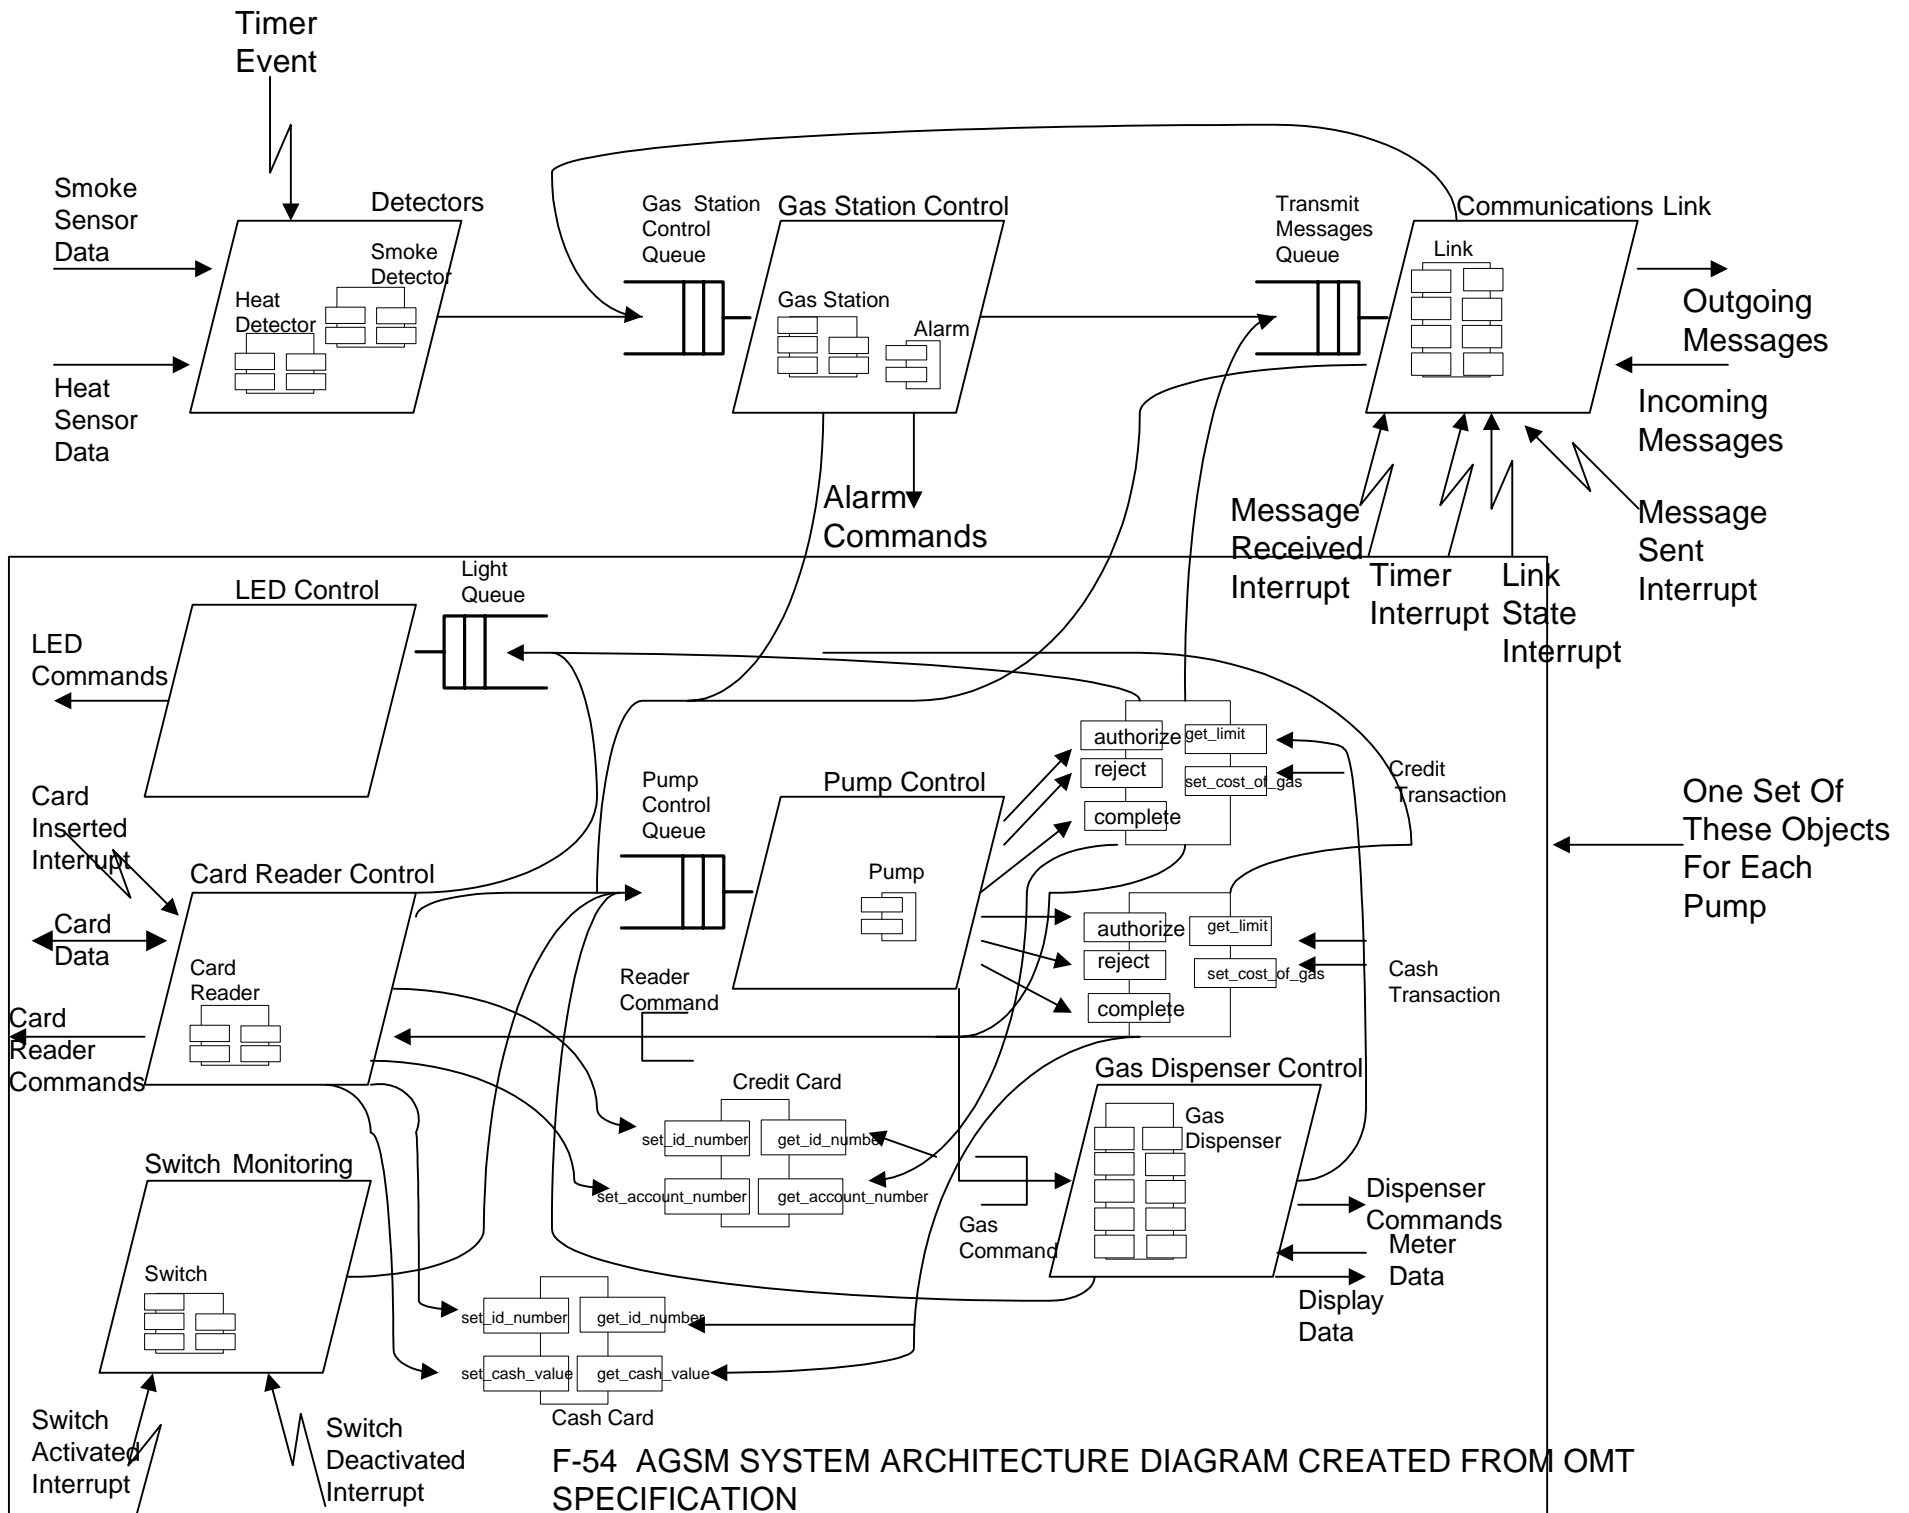 Timer
Event
Smoke
Sensor
Data
Detectors
Smoke
Detector
Heat
Detector
Heat
Sensor
Data
Gas Station
Control
Queue
Gas Station Control
Gas Station
Alarm
Alarm
Commands
Transmit
Messages
Queue
Communications Link
Link
Outgoing
Messages
Incoming
Messages
Message
Received
Interrupt
Timer
Interrupt
Link
State
Interrupt
Message
Sent
Interrupt
LED Control
Light
Queue
LED
Commands
Card
Inserted
Interrupt
Card Reader Control
Card
Data
Card
Reader
Card
Reader
Commands
Pump
Control
Queue
Pump Control
Pump
authorize
get_limit
reject
set_cost_of_gas
complete
Credit
Transaction
authorize
get_limit
reject
set_cost_of_gas
complete
Cash
Transaction
One Set Of
These Objects
For Each
Pump
Reader
Command
Credit Card
set_id_number
get_id_number
set_account_number
get_account_number
Gas Dispenser Control
Gas
Dispenser
Gas
Command
Dispenser
Commands
Meter
Data
Display
Data
Switch Monitoring
Switch
set_id_number
get_id_number
set_cash_value
get_cash_value
Cash Card
Switch
Activated
Interrupt
Switch
Deactivated
Interrupt
F-54 AGSM SYSTEM ARCHITECTURE DIAGRAM CREATED FROM OMT
SPECIFICATION